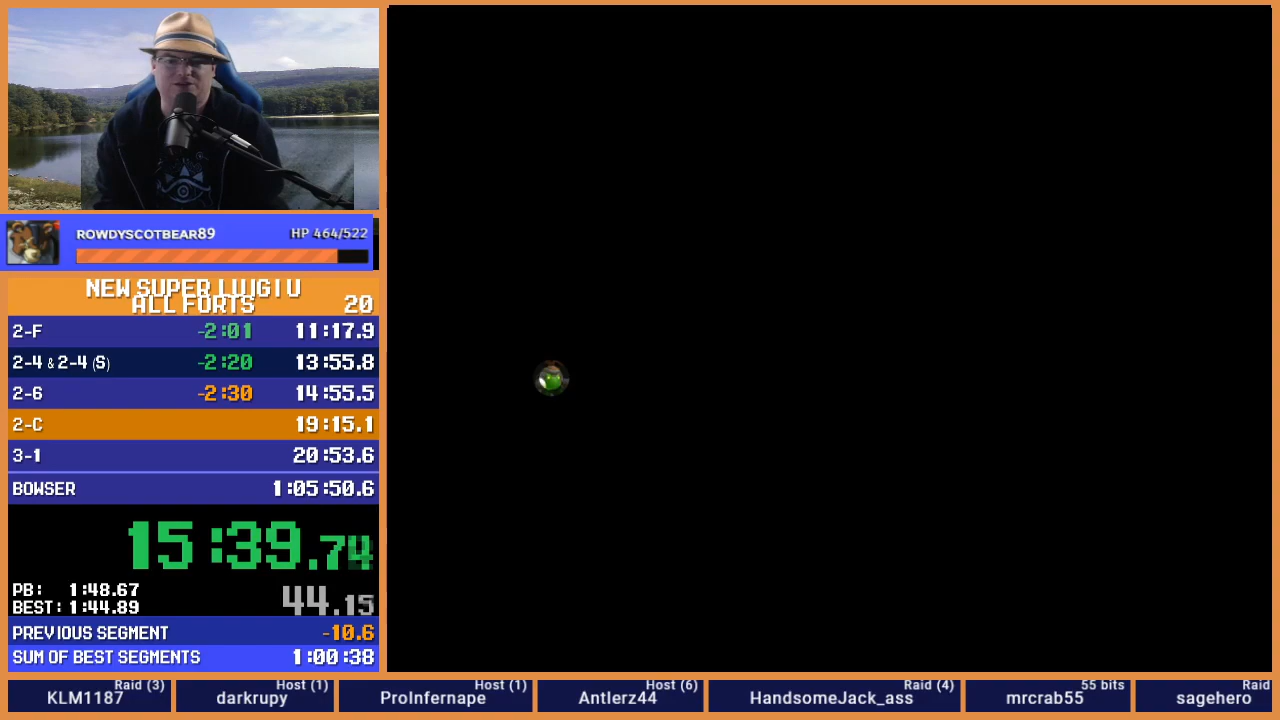 ROWDYSCOTBEAR89 HP 464/522
NEW SUPER LUIGI U
ALL FORTS 20
2-F -2:01 11:17.9
2-4 & 2-4 (S) -2:20 13:55.8
2-6 -2:30 14:55.5
2-C 19:15.1
3-1 20:53.6
BOWSER 1:05:50.6
15:39.74
PB: 1:48.67
BEST: 1:44.89
44.15
PREVIOUS SEGMENT -10.6
SUM OF BEST SEGMENTS 1:00:38
Raid (3) Host (1) Host (1) Host (6) Raid (4) 55 bits Raid
KLM1187 darkrupy ProInfernape Antlerz44 HandsomeJack_ass mrcrab55 sagehero